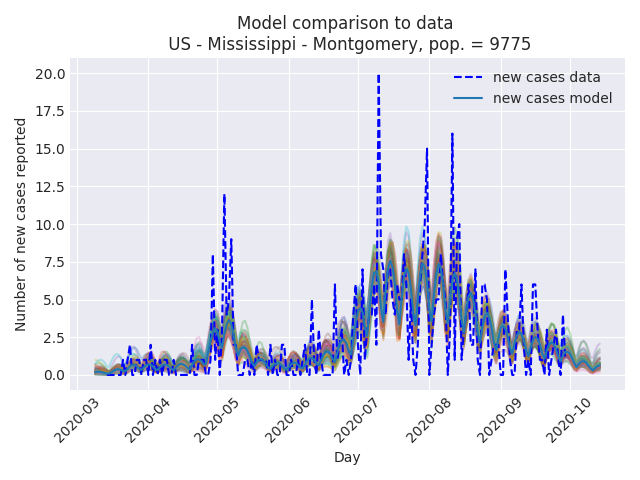 Model comparison to data
US - Mississippi - Montgomery, pop. = 9775
new cases data
new cases model
Number of new cases reported
20.0
17.5
15.0
12.5
10.0
7.5
5.0
2.5
0.0
2020-03
2020-04
2020-05
2020-06
2020-07
2020-08
2020-09
2020-10
Day